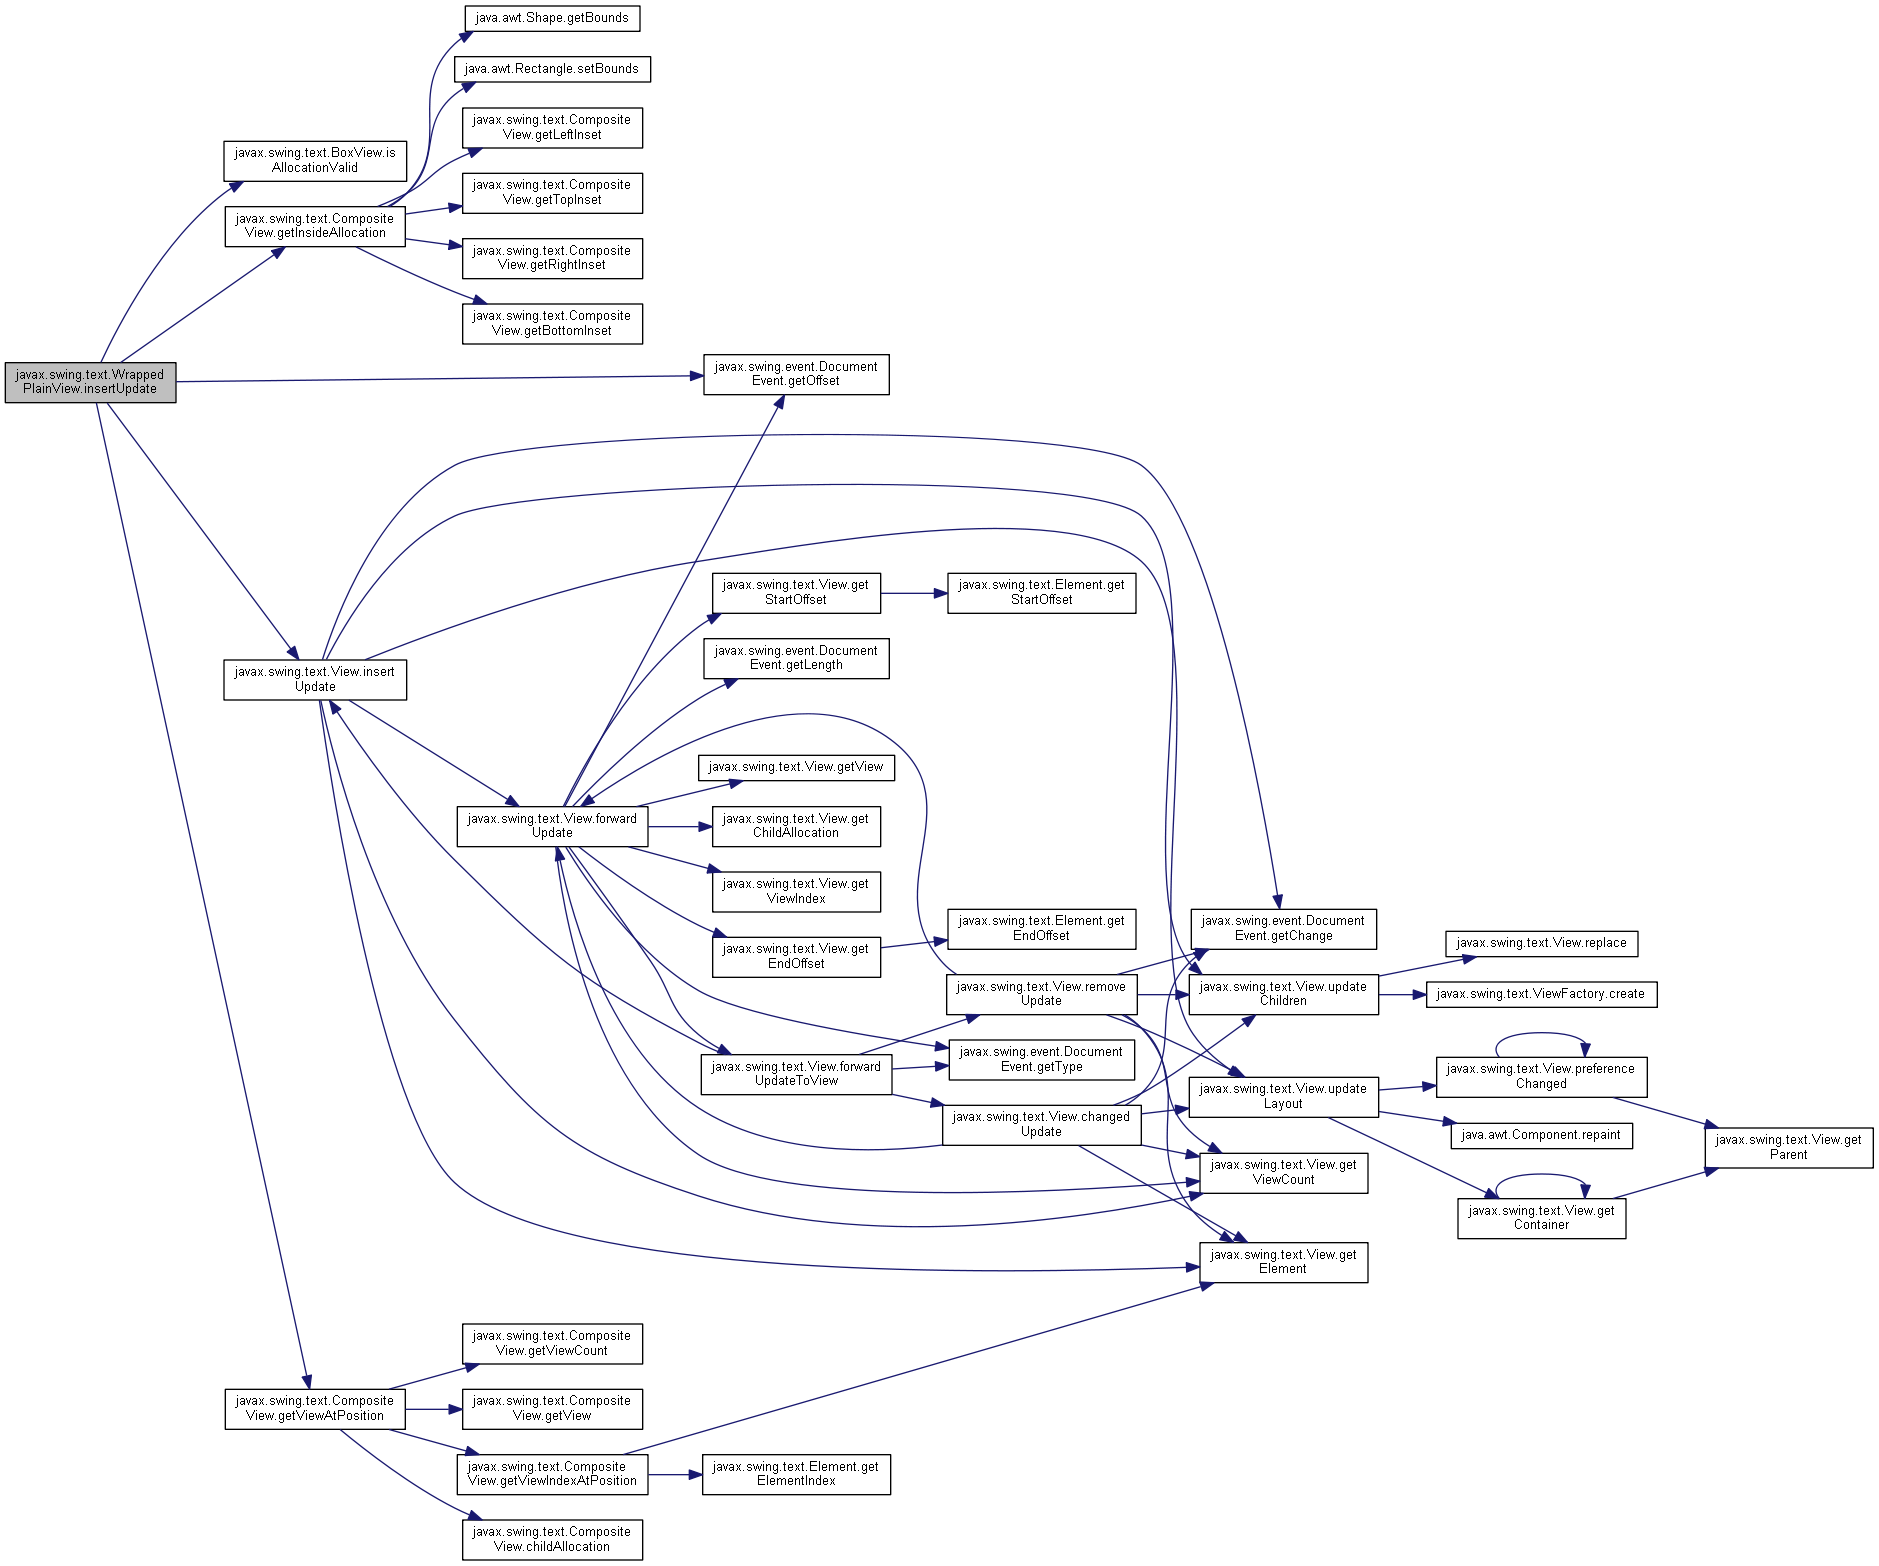 java.awt.Shape.getBounds
java.awt.Rectangle.setBounds
javax.swing.text.Composite
View.getLeftInset
javax.swing.text.BoxView.is
AllocationValid
javax.swing.text.Composite
View.getTopInset
javax.swing.text.Composite
View.getInsideAllocation
javax.swing.text.Composite
View.getRightInset
javax.swing.text.Composite
View.getBottomInset
javax.swing.text.Wrapped
PlainView.insertUpdate
javax.swing.event.Document
Event.getOffset
javax.swing.text.View.get
StartOffset
javax.swing.text.Element.get
StartOffset
javax.swing.event.Document
Event.getLength
javax.swing.text.View.insert
Update
javax.swing.text.View.getView
javax.swing.text.View.forward
Update
javax.swing.text.View.get
ChildAllocation
javax.swing.text.View.get
ViewIndex
javax.swing.text.View.get
EndOffset
javax.swing.text.Element.get
EndOffset
javax.swing.event.Document
Event.getChange
javax.swing.text.View.replace
javax.swing.text.View.remove
Update
javax.swing.text.View.update
Children
javax.swing.text.ViewFactory.create
javax.swing.text.View.forward
UpdateToView
javax.swing.event.Document
Event.getType
javax.swing.text.View.update
Layout
javax.swing.text.View.preference
Changed
javax.swing.text.View.changed
Update
java.awt.Component.repaint
javax.swing.text.View.get
Parent
javax.swing.text.View.get
ViewCount
javax.swing.text.View.get
Container
javax.swing.text.View.get
Element
javax.swing.text.Composite
View.getViewCount
javax.swing.text.Composite
View.getViewAtPosition
javax.swing.text.Composite
View.getView
javax.swing.text.Composite
View.getViewIndexAtPosition
javax.swing.text.Element.get
ElementIndex
javax.swing.text.Composite
View.childAllocation